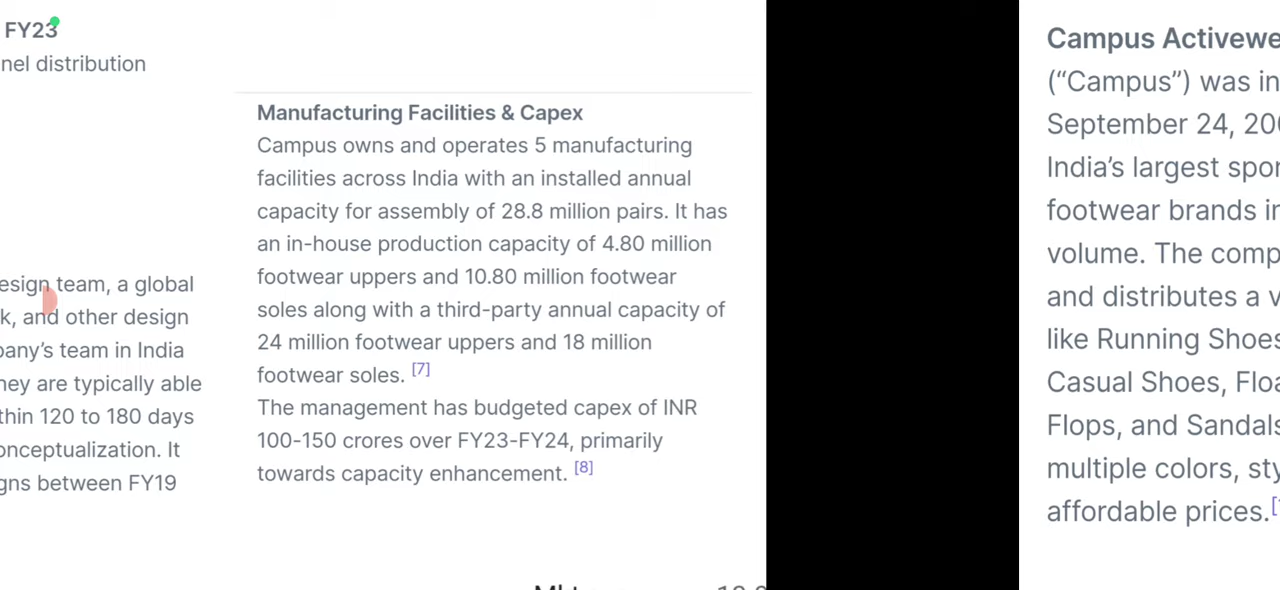 FY23
nel distribution
esign team, a global
k, and other design
pany's team in India
hey are typically able
thin 120 to 180 days
onceptualization. It
gns between FY19
Manufacturing Facilities & Capex
Campus owns and operates 5 manufacturing
facilities across India with an installed annual
capacity for assembly of 28.8 million pairs. It has
an in-house production capacity of 4.80 million
footwear uppers and 10.80 million footwear
soles along with a third-party annual capacity of
24 million footwear uppers and 18 million
footwear soles. [7]
The management has budgeted capex of INR
100-150 crores over FY23-FY24, primarily
towards capacity enhancement. [8]
Campus Activewe
(“Campus”) was in
September 24, 200
India’s largest spor
footwear brands in
volume. The comp
and distributes a v
like Running Shoes
Casual Shoes, Floa
Flops, and Sandals
multiple colors, sty
affordable prices.